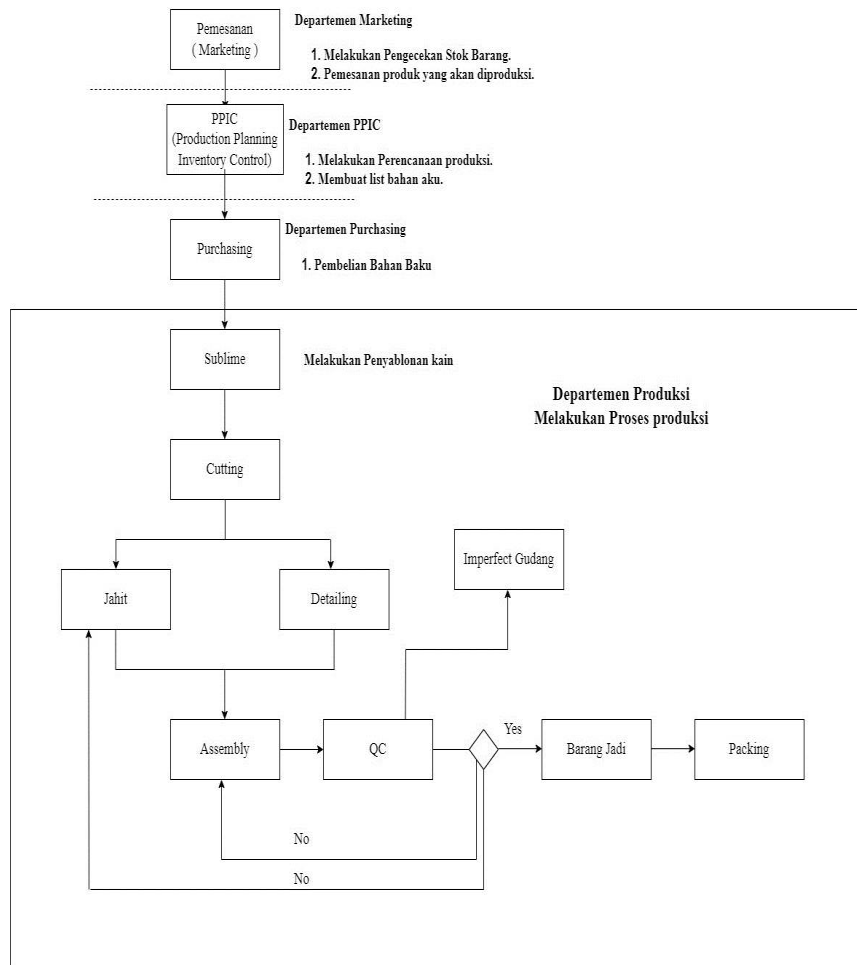 Pemesanan
( Marketing )
Departemen Marketing
1. Melakukan Pengecekan Stok Barang.
2. Pemesanan produk yang akan diproduksi.
PPIC
(Production Planning
Inventory Control)
Departemen PPIC
1. Melakukan Perencanaan produksi.
2. Membuat list bahan aku.
Purchasing
Departemen Purchasing
1. Pembelian Bahan Baku
Sublime
Melakukan Penyablonan kain
Departemen Produksi
Melakukan Proses produksi
Cutting
Imperfect Gudang
Jahit
Detailing
Assembly
QC
Yes
Barang Jadi
Packing
No
No